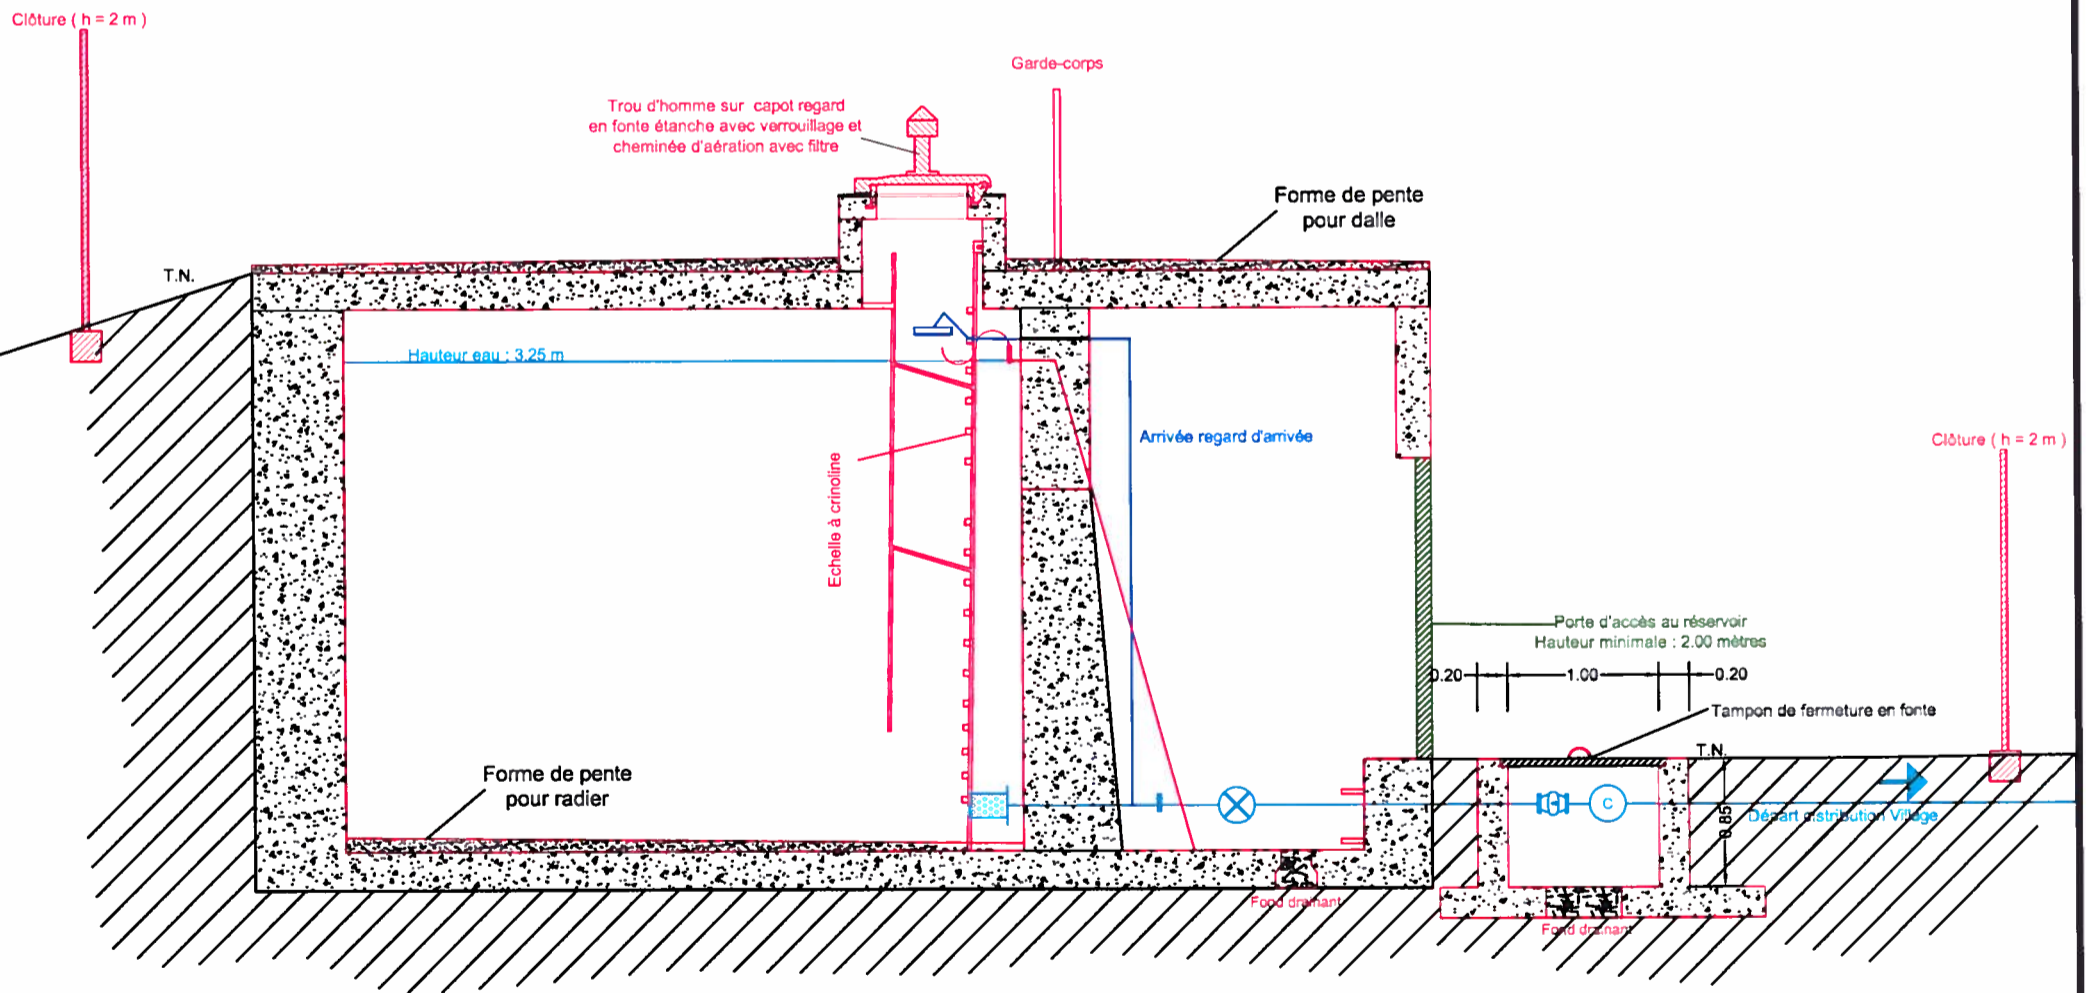 Clôture ( h = 2 m )
Garde-corps
Trou d'homme sur capot regard
en fonte étanche avec verrouillage et
cheminée d'aération avec filtre
Forme de pente
pour dalle
T.N.
Hauteur eau : 3.25 m
Arrivée regard d'arrivée
Clôture ( h = 2 m )
Echelle à crinoline
Porte d'accès au réservoir
Hauteur minimale : 2.00 mètres
0.20
1.00
0.20
Tampon de fermeture en fonte
T.N.
Forme de pente
pour radier
C
0.85
Départ distribution Village
Fond drainant
Fond drainant